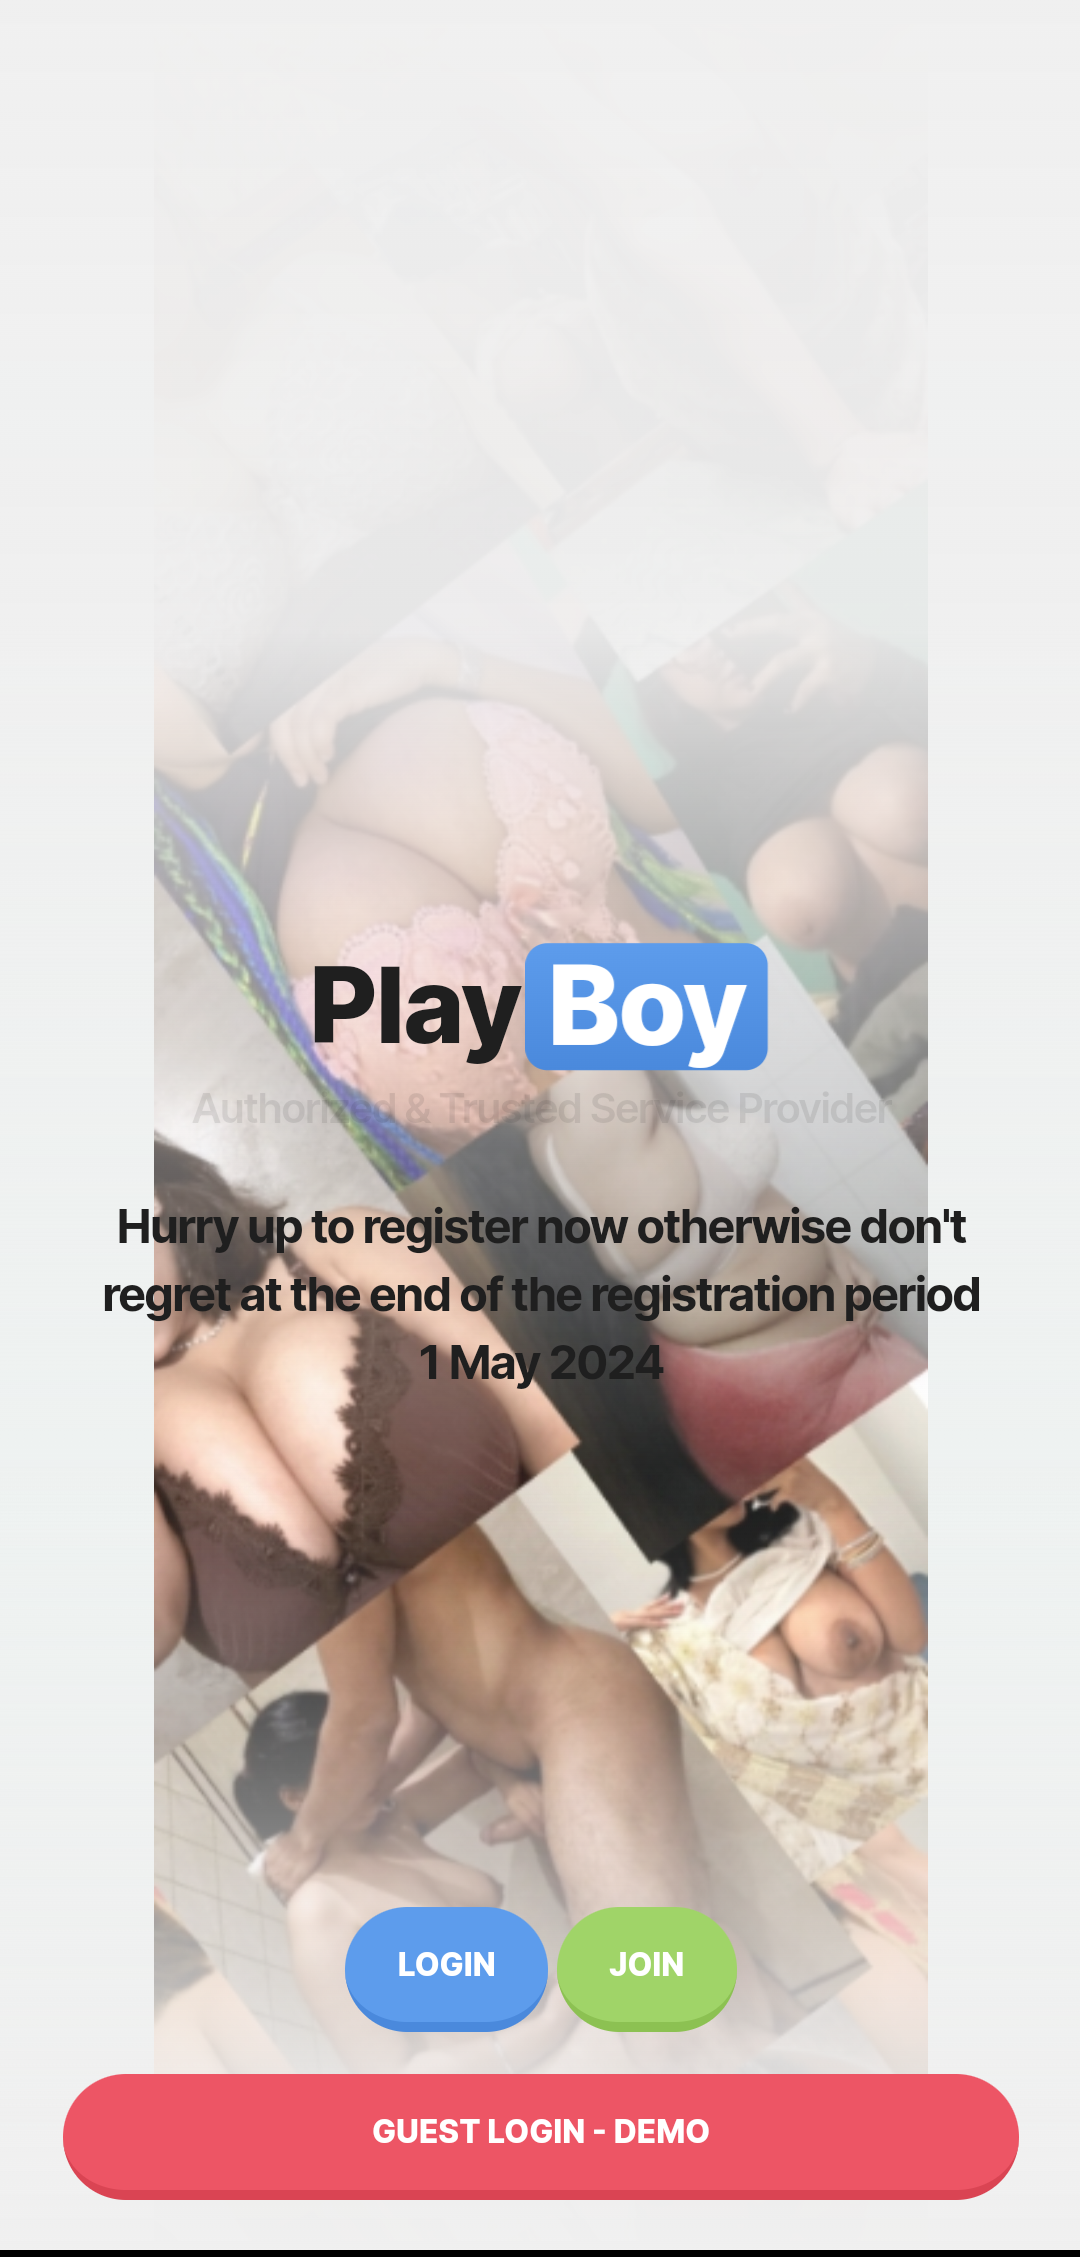 Play Boy
Authorized & Trusted Service Provider
Hurry up to register now otherwise don't
regret at the end of the registration period
1 May 2024
LOGIN
JOIN
GUEST LOGIN - DEMO